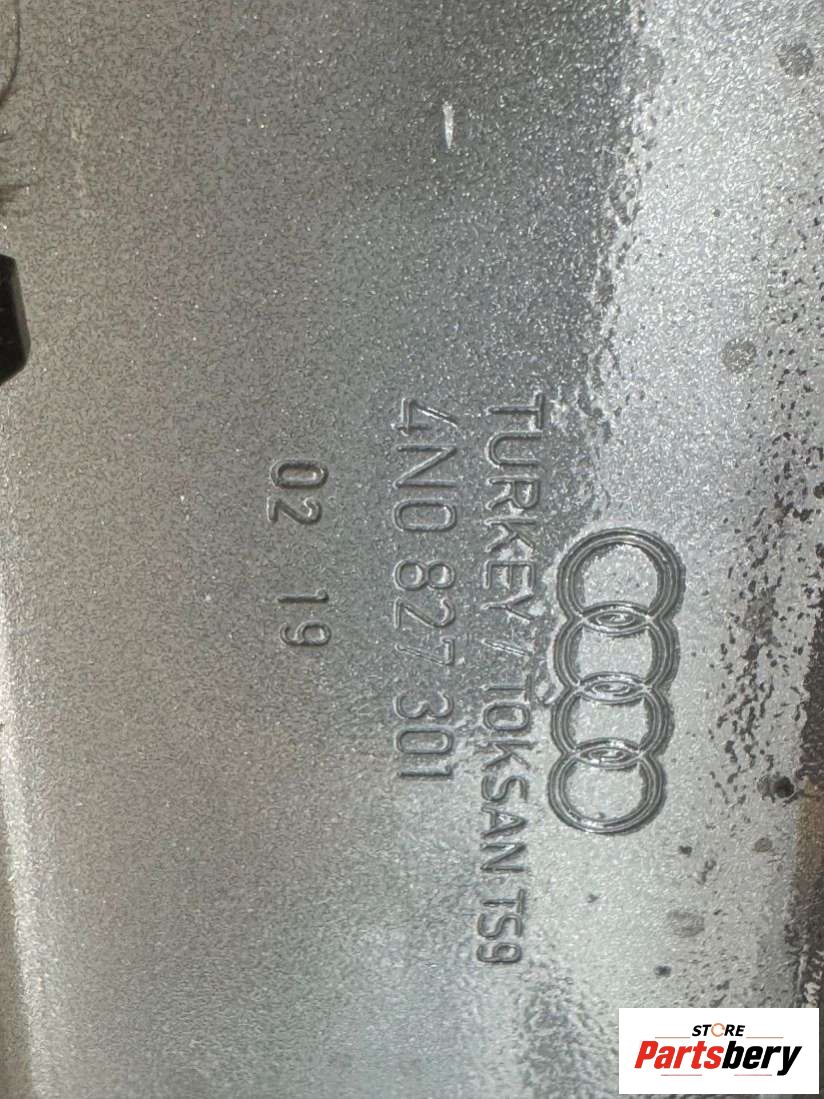 TURKEY / TOKSAN TS9
4N0 827 301
02 19
STORE
Partsbery